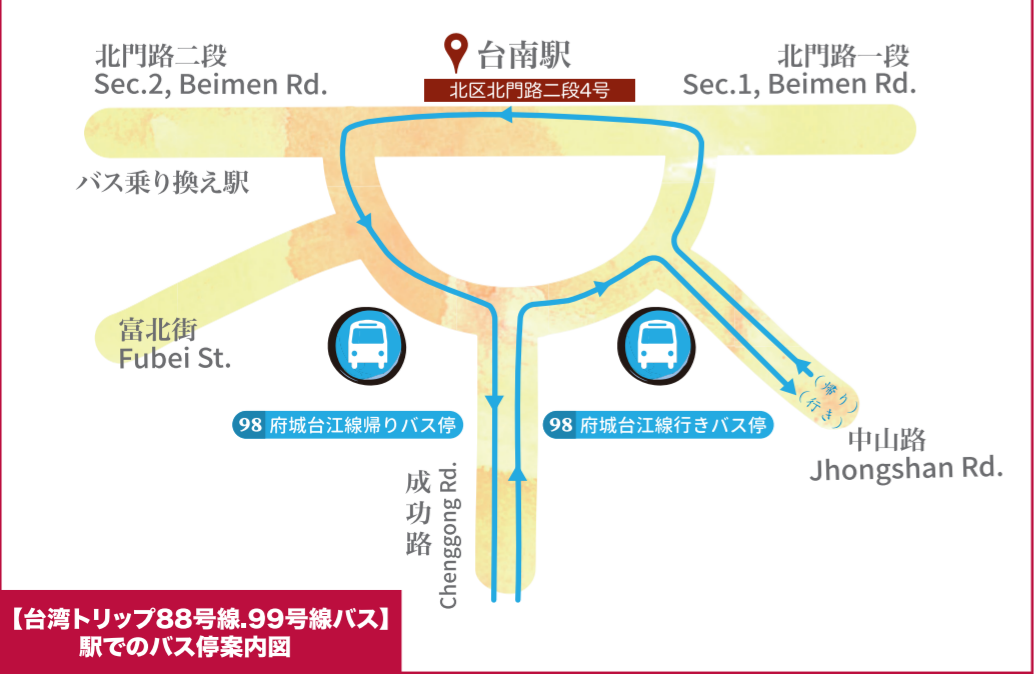 北門路二段
Sec.2, Beimen Rd.
台南駅
北区北門路二段4号
北門路一段
Sec.1, Beimen Rd.
バス乗り換え駅
富北街
Fubei St.
98 府城台江線帰りバス停
98 府城台江線行きバス停
(帰り)
(行き)
中山路
Jhongshan Rd.
成功路
Chenggong Rd.
【台湾トリップ88号線.99号線バス】
駅でのバス停案内図